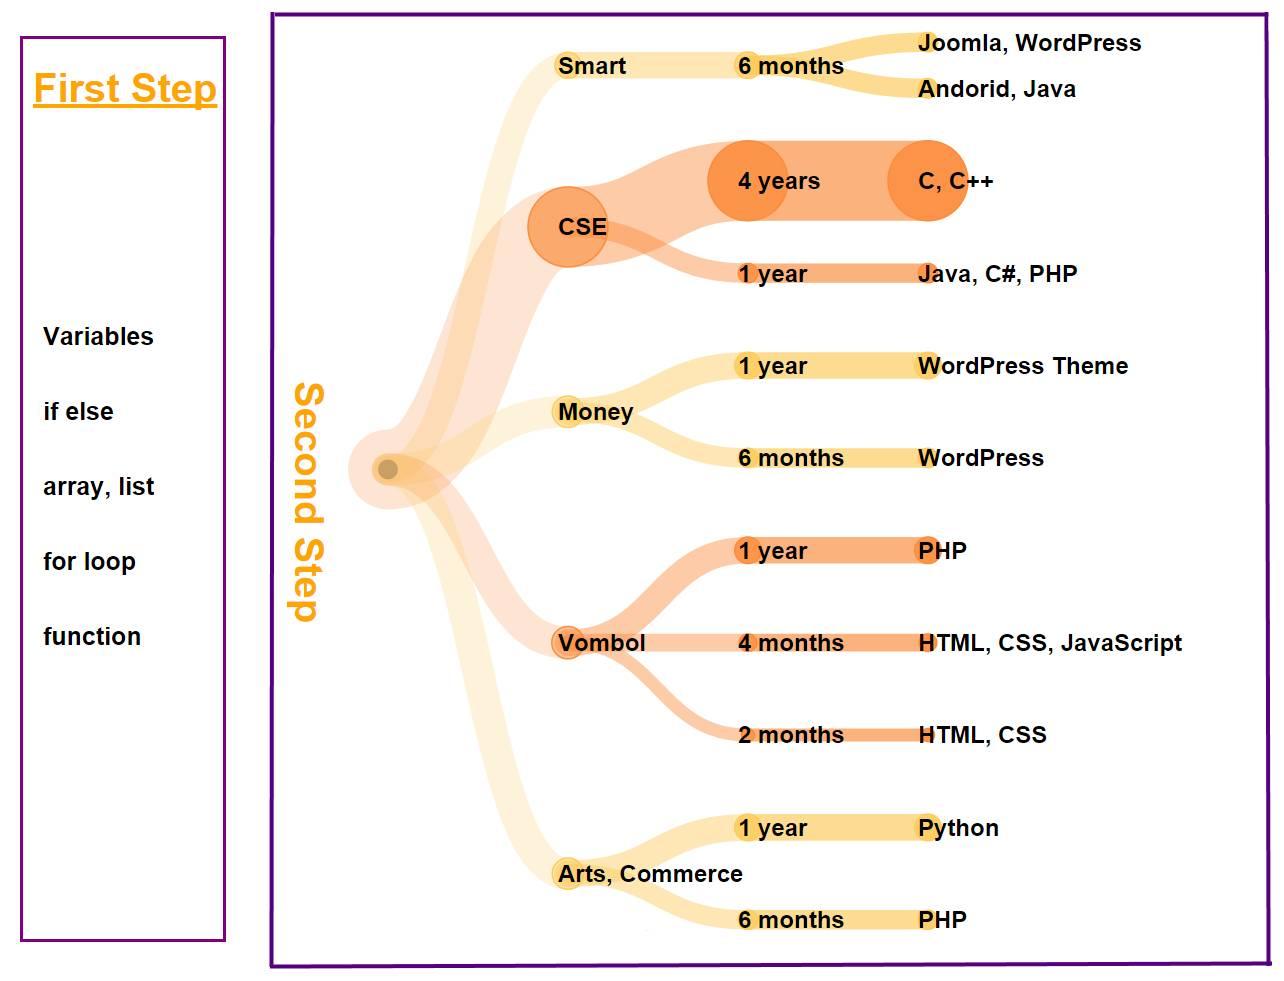 First Step
Variables
if else
array, list
for loop
function
Second Step
Smart
6 months
Joomla, WordPress
Andorid, Java
CSE
4 years
C, C++
1 year
Java, C#, PHP
Money
1 year
WordPress Theme
6 months
WordPress
Vombol
1 year
PHP
4 months
HTML, CSS, JavaScript
2 months
HTML, CSS
Arts, Commerce
1 year
Python
6 months
PHP